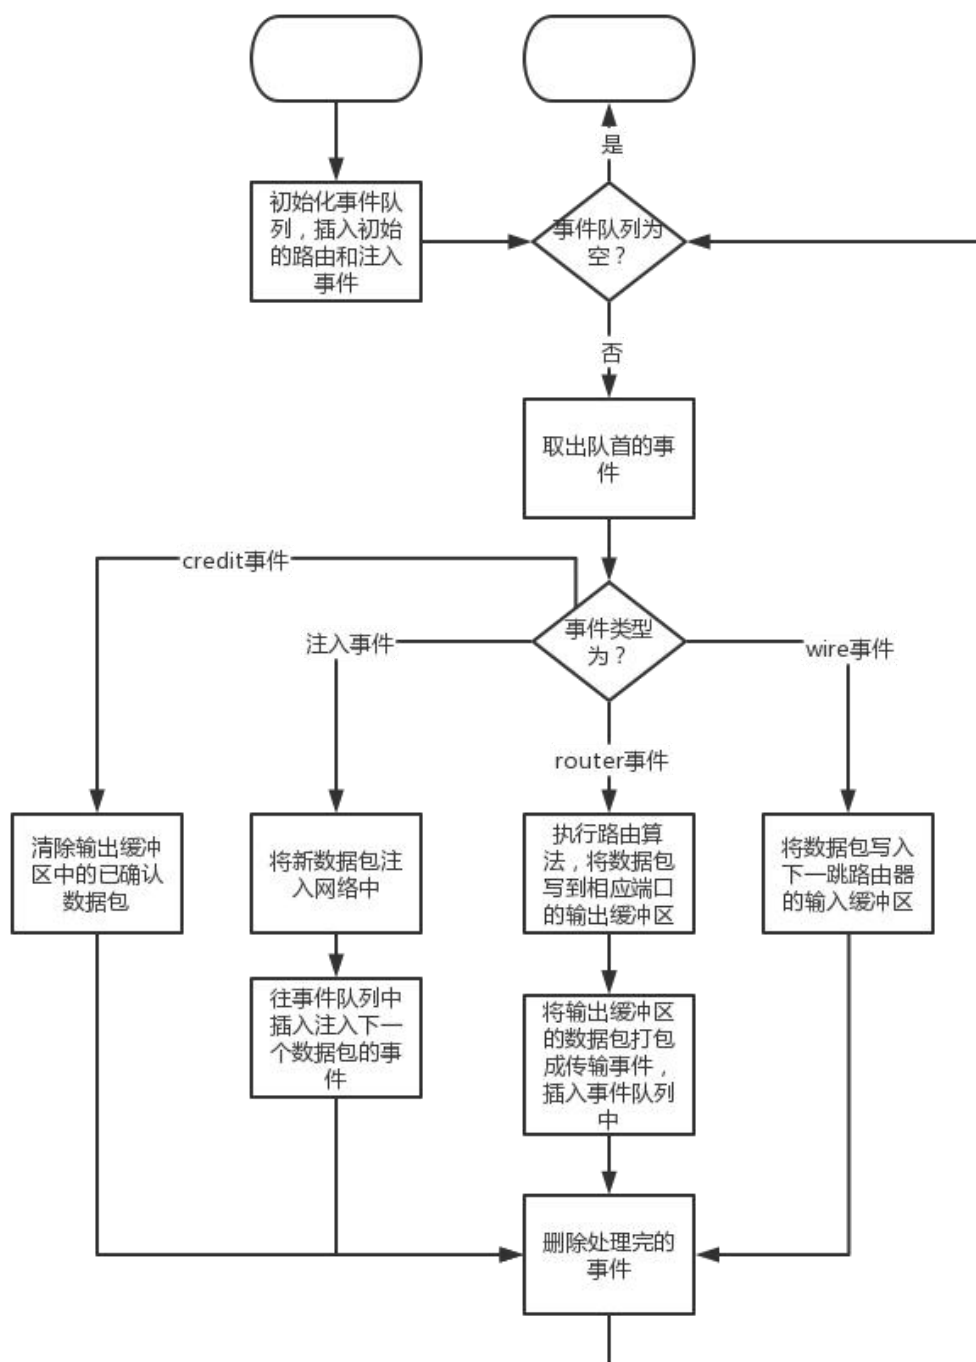 是
初始化事件队
列，插入初始
的路由和注入
事件
事件队列为
空？
否
取出队首的事
件
credit事件
事件类型
为？
注入事件
wire事件
router事件
清除输出缓冲
区中的已确认
数据包
将新数据包注
入网络中
执行路由算
法，将数据包
写到相应端口
的输出缓冲区
将数据包写入
下一跳路由器
的输入缓冲区
往事件队列中
插入注入下一
个数据包的事
件
将输出缓冲区
的数据包打包
成传输事件，
插入事件队列
中
删除处理完的
事件